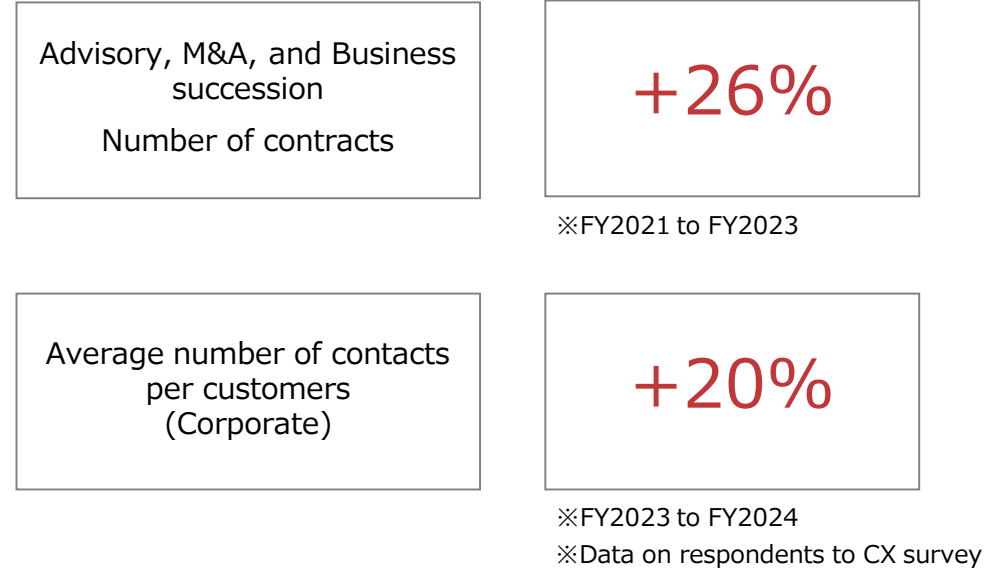 Advisory, M&A, and Business
succession
Number of contracts
+26%
※FY2021 to FY2023
Average number of contacts
per customers
(Corporate)
+20%
※FY2023 to FY2024
※Data on respondents to CX survey